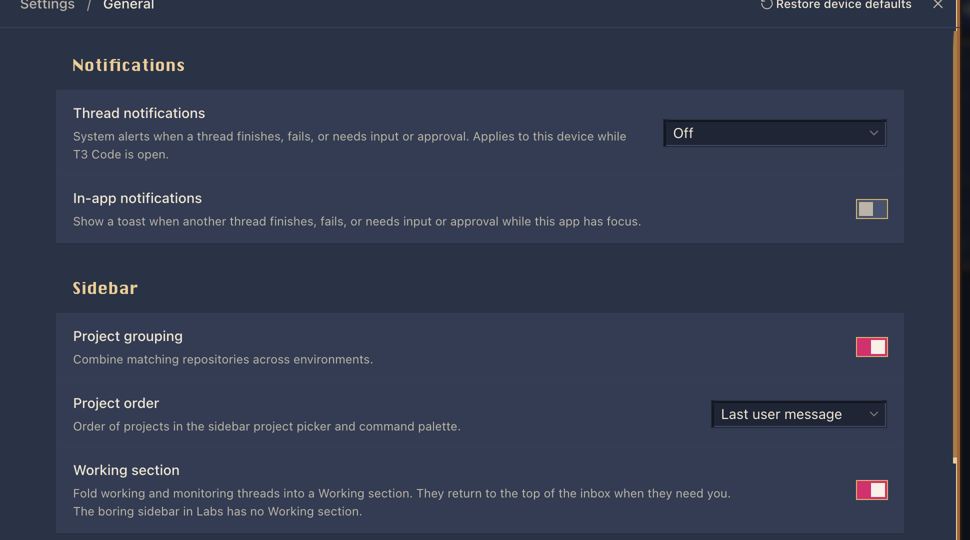 Settings / General
Restore device defaults
Notifications
Thread notifications
System alerts when a thread finishes, fails, or needs input or approval. Applies to this device while
T3 Code is open.
Off
In-app notifications
Show a toast when another thread finishes, fails, or needs input or approval while this app has focus.
Sidebar
Project grouping
Combine matching repositories across environments.
Project order
Order of projects in the sidebar project picker and command palette.
Last user message
Working section
Fold working and monitoring threads into a Working section. They return to the top of the inbox when they need you.
The boring sidebar in Labs has no Working section.